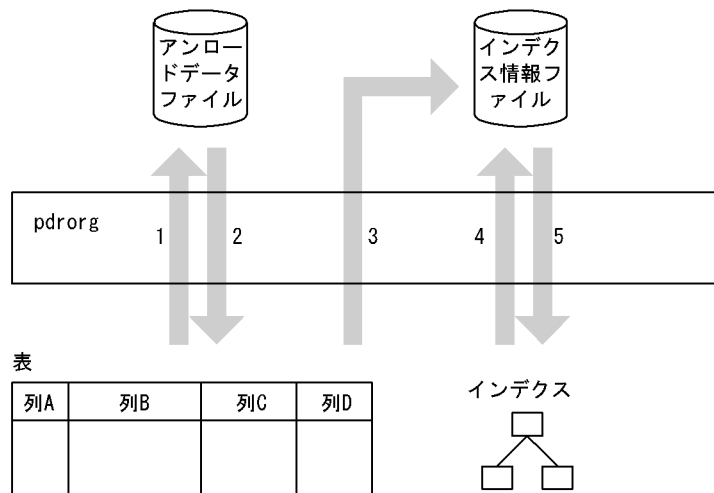 アンロー
ドデータ
ファイル
インデク
ス情報フ
ァイル
pdrorg 1 2 3 4 5
表
列A 列B 列C 列D
インデクス